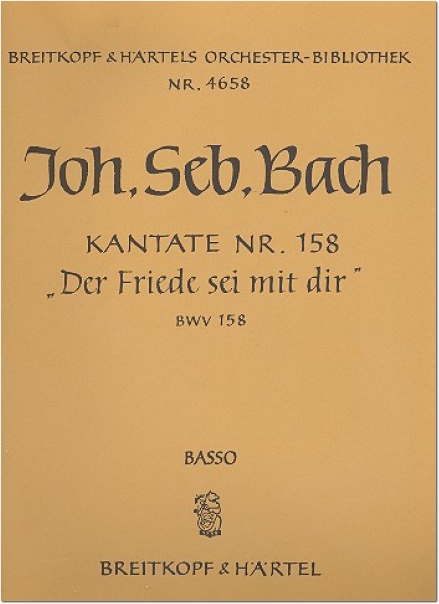 BREITKOPF & HÄRTELS ORCHESTER-BIBLIOTHEK
NR. 4658
Joh. Seb. Bach
KANTATE NR. 158
„Der Friede sei mit dir"
BWV 158
BASSO
BREITKOPF & HÄRTEL